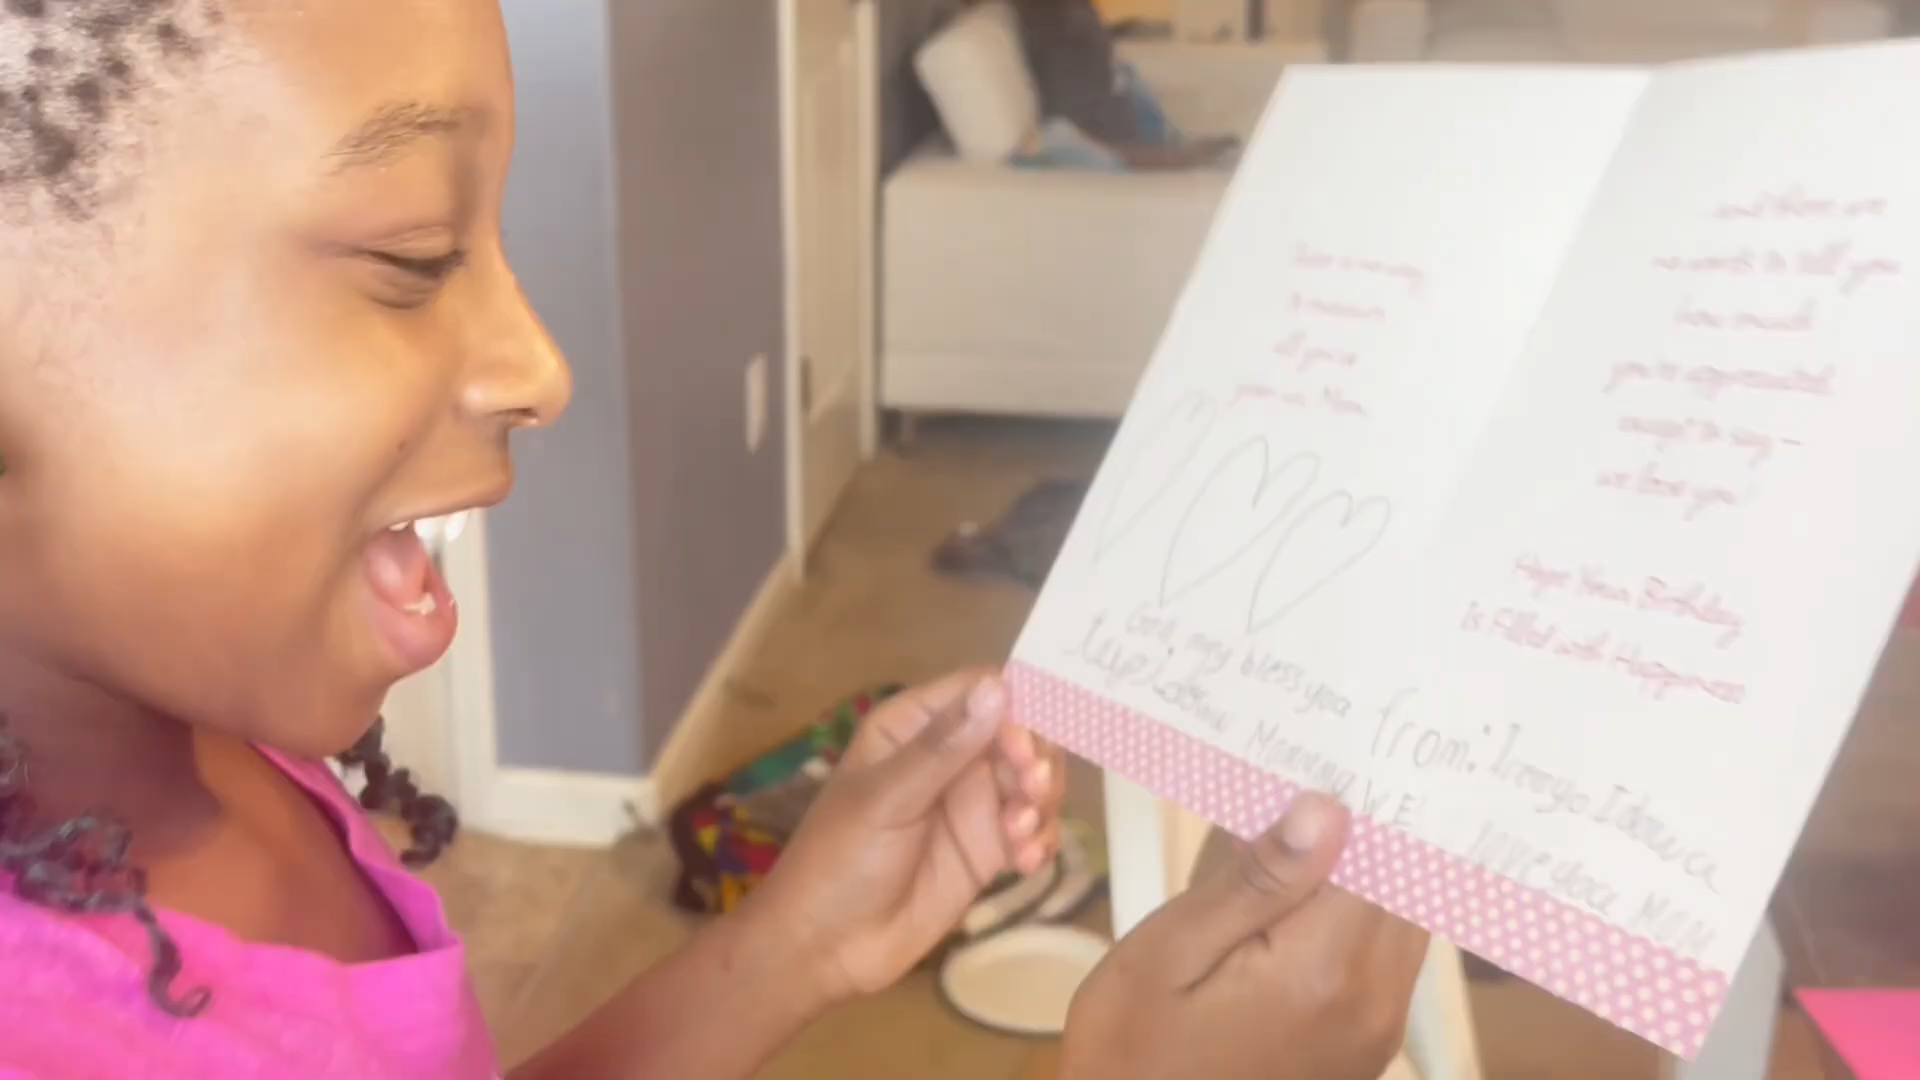 There is no way
to measure
all you've
given us, Mom,
God, may bless you
Mommy WE love you MOM
from:
and there are
no words to tell you
how much
you're appreciated
except to say—
we love you
Hope Your Birthday
Is Filled with Happiness